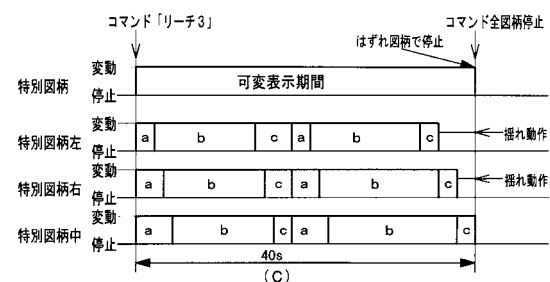 コマンド「リーチ3」
コマンド全図柄停止
はずれ図柄で停止
特別図柄
変動
停止
可変表示期間
特別図柄左
変動
停止
a b c a b c
揺れ動作
特別図柄右
変動
停止
a b c a b c
揺れ動作
特別図柄中
変動
停止
a b c a b c
40s
(C)